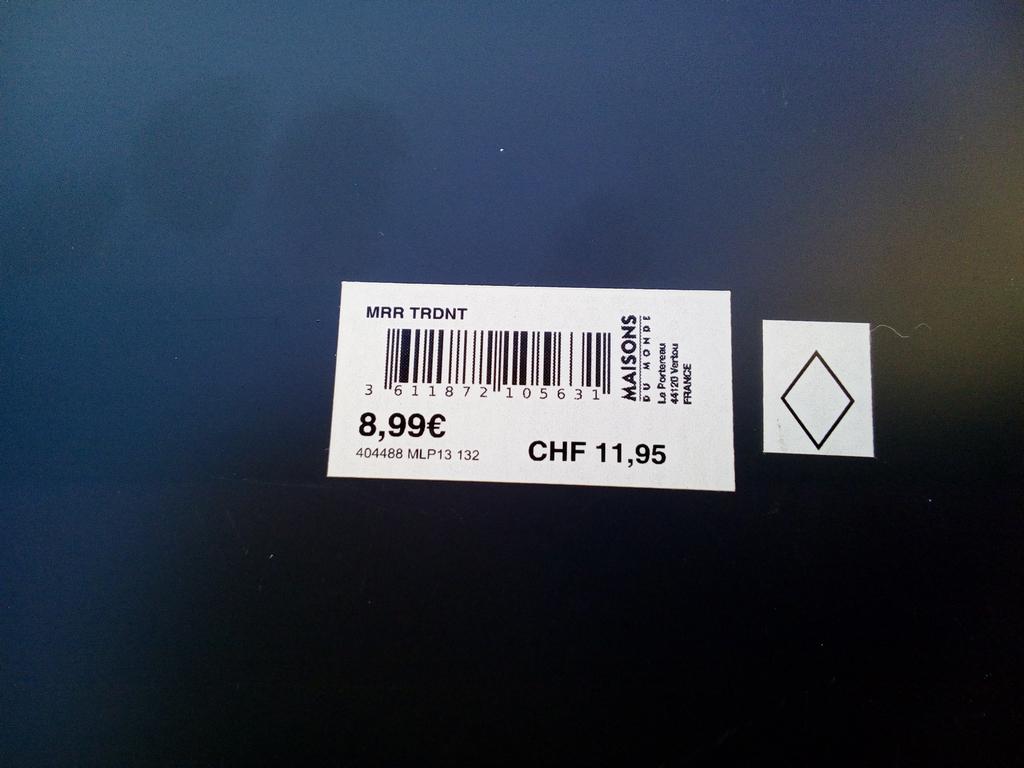 MRR TRDNT
3 611872 105631
8,99€
404488 MLP13 132
CHF 11,95
MAISONS
DU MONDE
Le Portereau
44120 Vertou
FRANCE